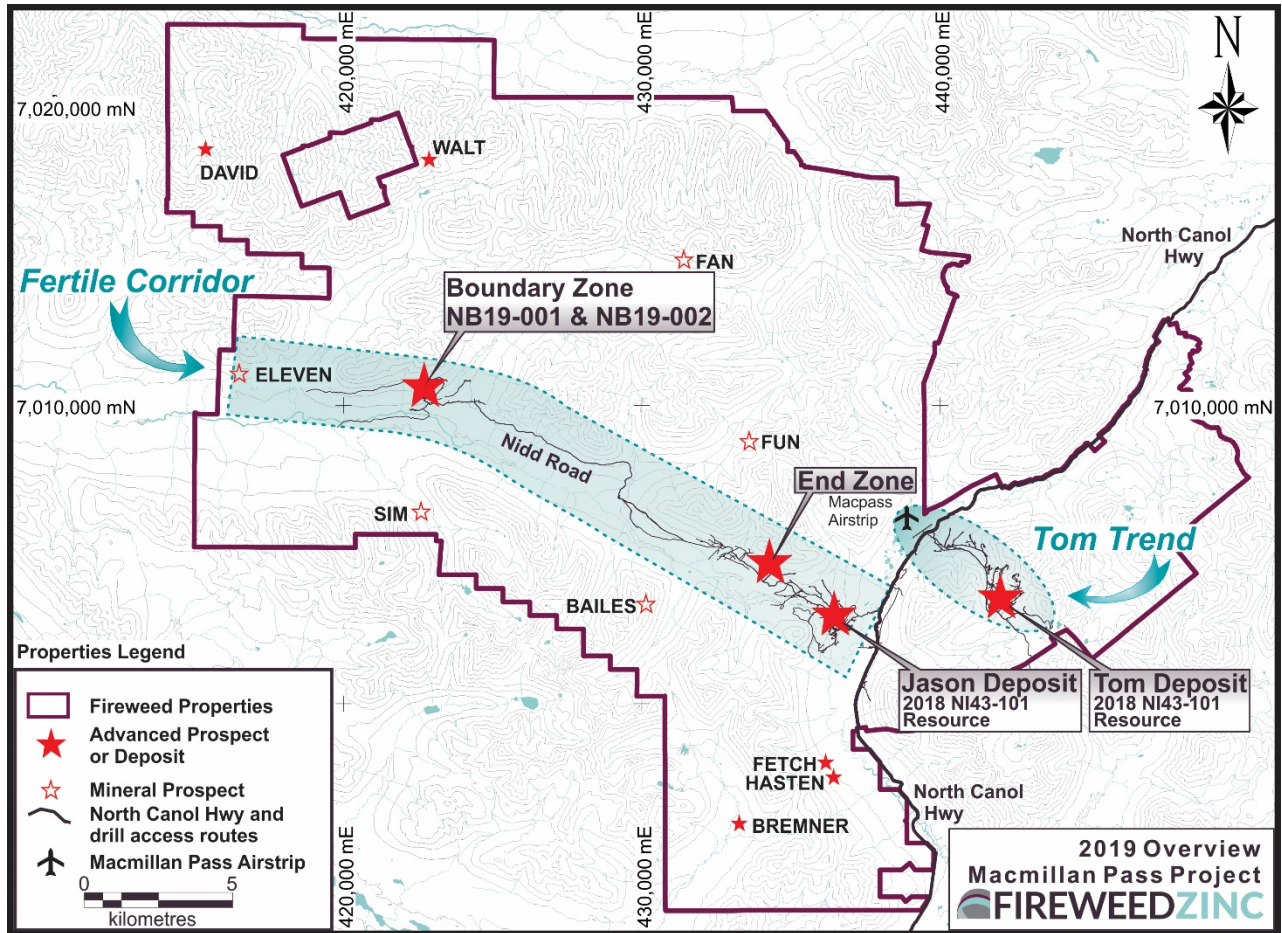 420,000 mE
430,000 mE
440,000 mE
N
7,020,000 mN
DAVID
WALT
North Canol
Hwy
FAN
Fertile Corridor
Boundary Zone
NB19-001 & NB19-002
ELEVEN
7,010,000 mN
7,010,000 mN
FUN
Nidd Road
End Zone
Macpass
Airstrip
SIM
Tom Trend
BAILES
Jason Deposit
2018 NI43-101
Resource
Tom Deposit
2018 NI43-101
Resource
FETCH
HASTEN
BREMNER
North Canol
Hwy
420,000 mE
430,000 mE
Properties Legend
Fireweed Properties
Advanced Prospect
or Deposit
Mineral Prospect
North Canol Hwy and
drill access routes
Macmillan Pass Airstrip
0 5
kilometres
2019 Overview
Macmillan Pass Project
FIREWEEDZINC